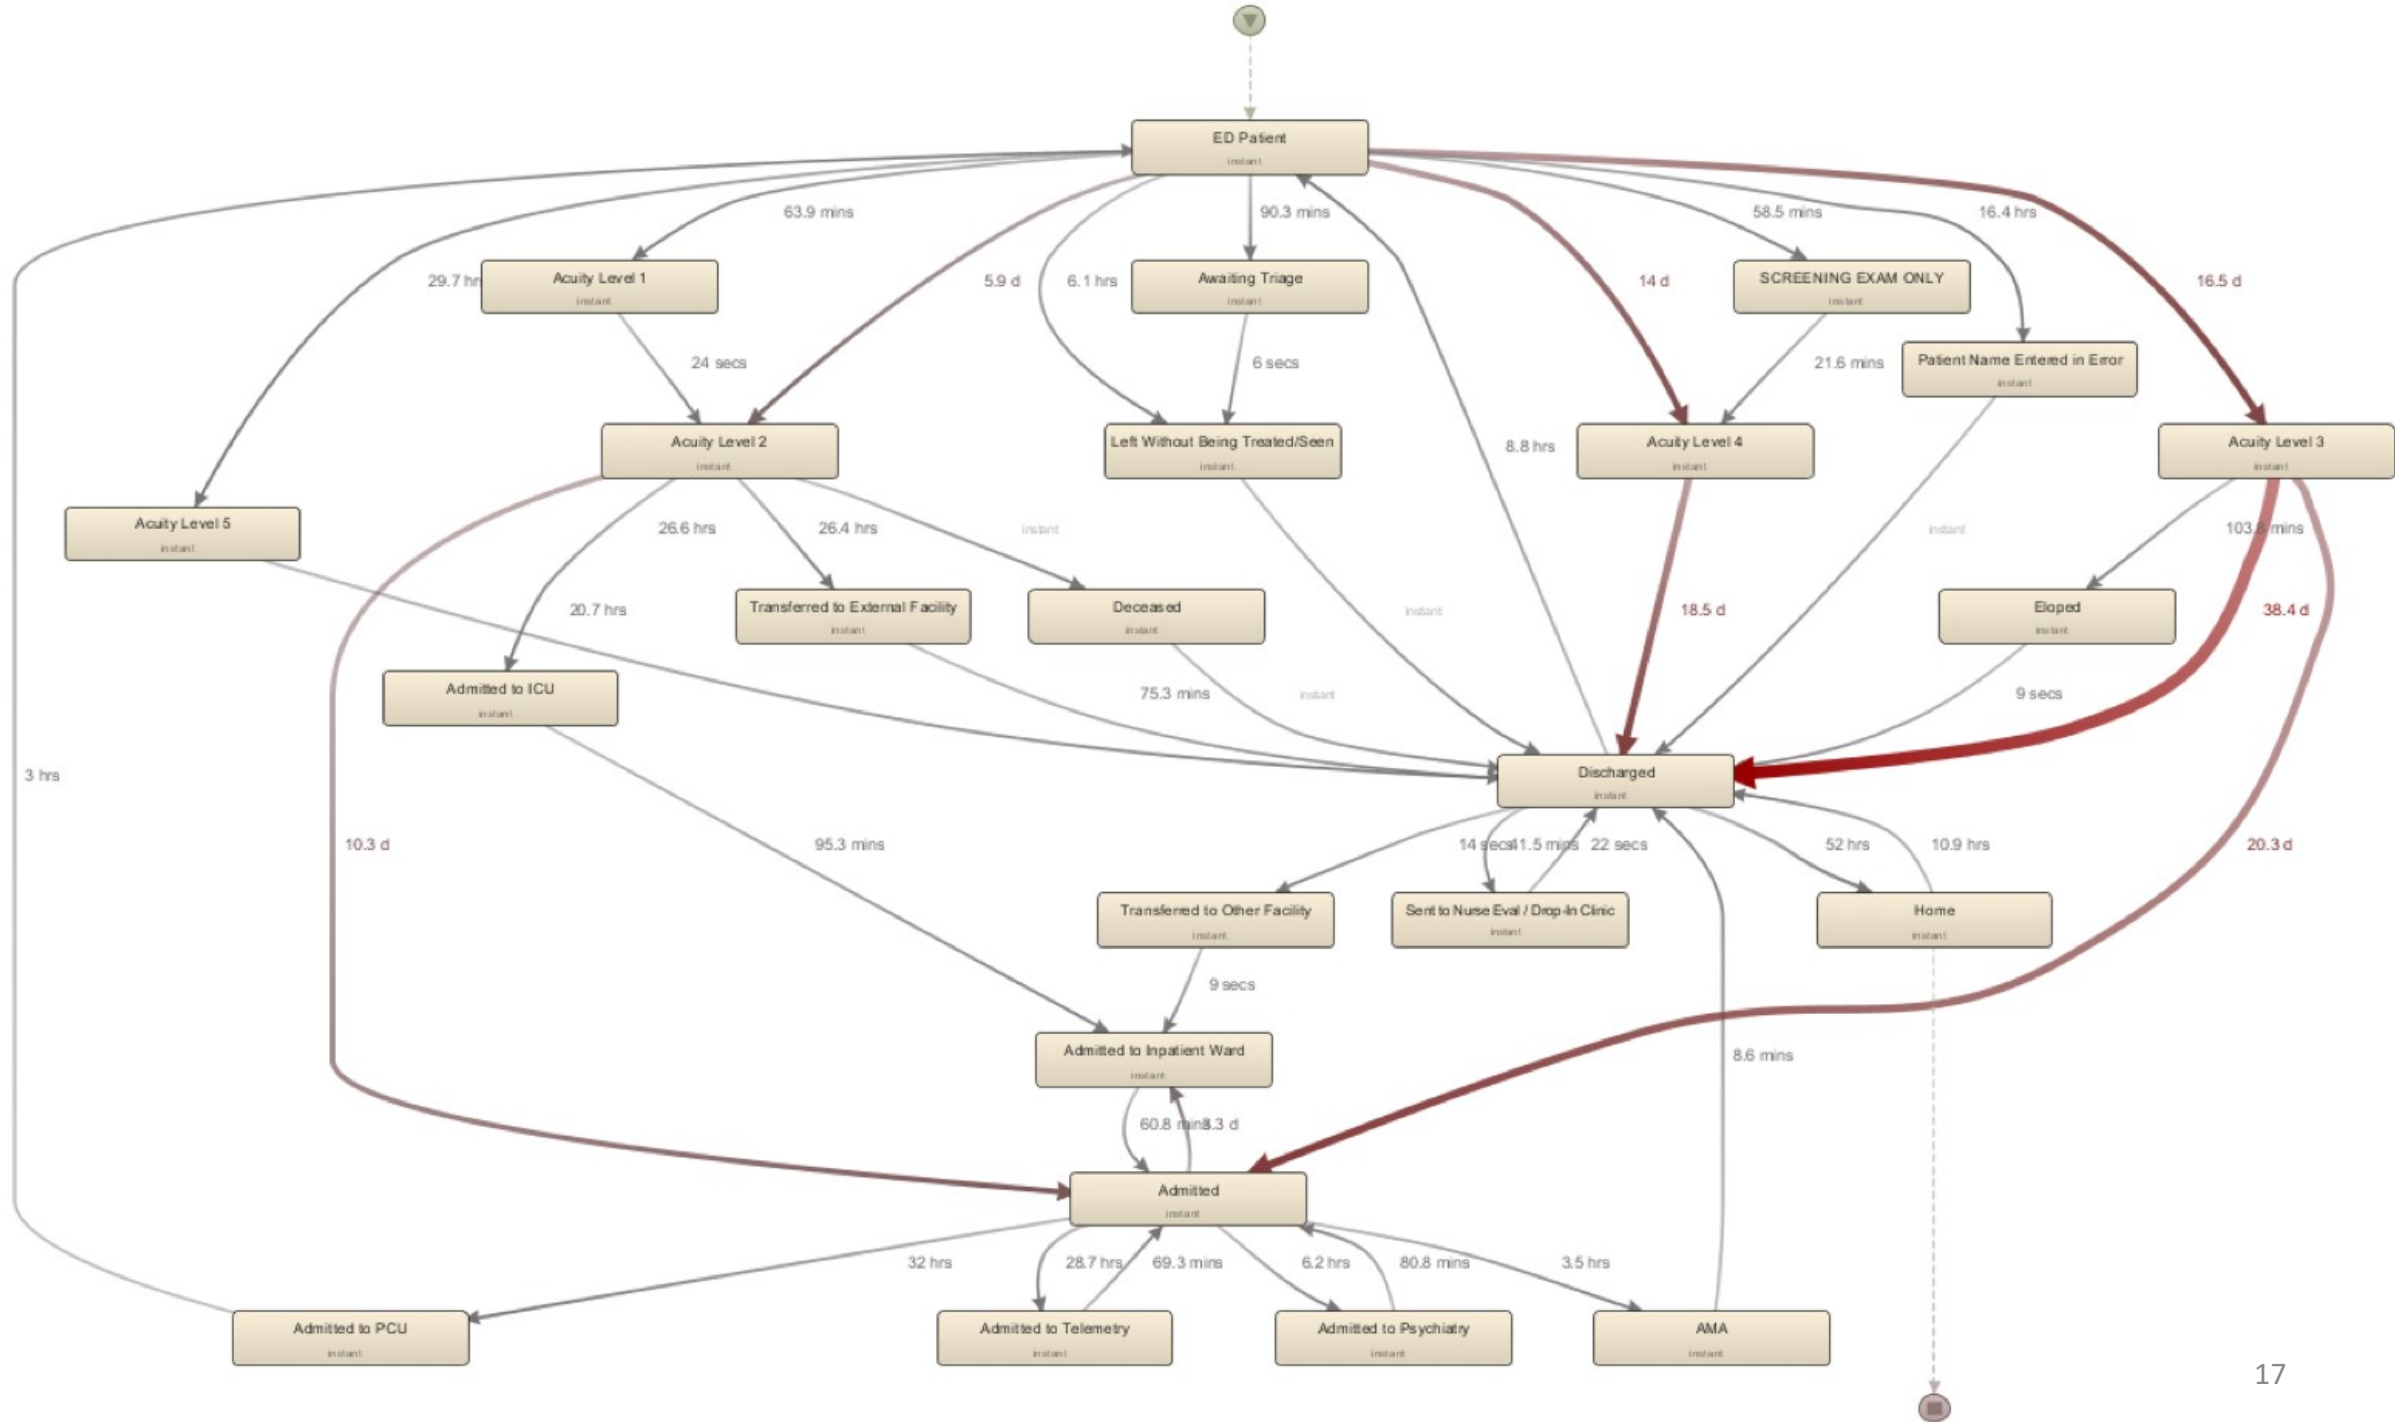 ED Patient
instant
63.9 mins
90.3 mins
58.5 mins
16.4 hrs
29.7 hrs
Acuity Level 1
instant
5.9 d
6.1 hrs
Awaiting Triage
instant
14 d
SCREENING EXAM ONLY
instant
16.5 d
24 secs
6 secs
21.6 mins
Patient Name Entered in Error
instant
Acuity Level 2
instant
Left Without Being Treated/Seen
instant
8.8 hrs
Acuity Level 4
instant
Acuity Level 3
instant
Acuity Level 5
instant
26.6 hrs
26.4 hrs
instant
instant
103.8 mins
20.7 hrs
Transferred to External Facility
instant
Deceased
instant
instant
18.5 d
Eloped
instant
38.4 d
Admitted to ICU
instant
75.3 mins
instant
9 secs
3 hrs
Discharged
instant
10.3 d
95.3 mins
14 secs
41.5 mins
22 secs
52 hrs
10.9 hrs
20.3 d
Transferred to Other Facility
instant
Sent to Nurse Eval / Drop-In Clinic
instant
Home
instant
9 secs
Admitted to Inpatient Ward
instant
8.6 mins
60.8 mins
3.3 d
Admitted
instant
32 hrs
28.7 hrs
69.3 mins
6.2 hrs
80.8 mins
3.5 hrs
Admitted to PCU
instant
Admitted to Telemetry
instant
Admitted to Psychiatry
instant
AMA
instant
17